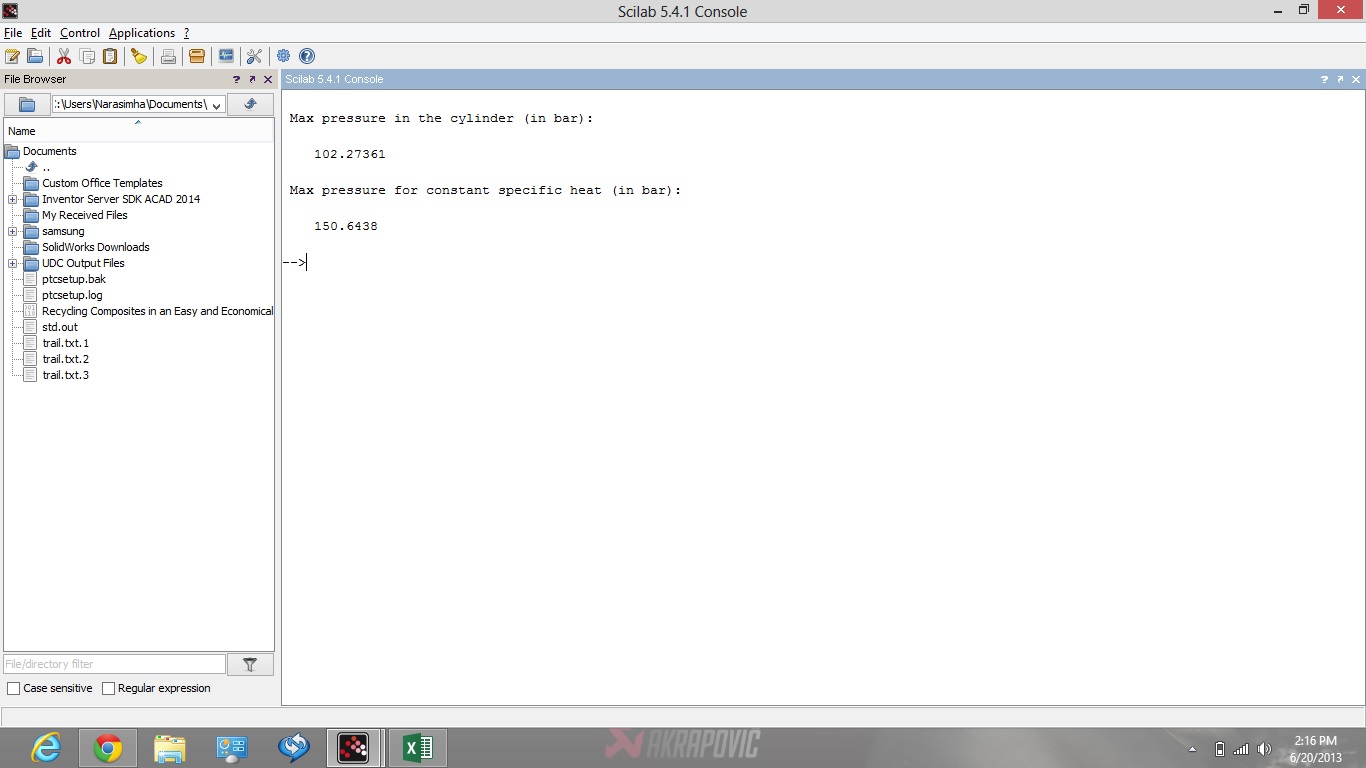 Scilab 5.4.1 Console
File Edit Control Applications ?
File Browser
? 
Scilab 5.4.1 Console
?
:\Users\Narasimha\Documents\
Name
Documents
..
Custom Office Templates
Inventor Server SDK ACAD 2014
My Received Files
samsung
SolidWorks Downloads
UDC Output Files
ptcsetup.bak
ptcsetup.log
Recycling Composites in an Easy and Economical
std.out
trail.txt.1
trail.txt.2
trail.txt.3
File/directory filter
Case sensitive
Regular expression
Max pressure in the cylinder (in bar):
102.27361
Max pressure for constant specific heat (in bar):
150.6438
-->
AKRAPOVIC
2:16 PM
6/20/2013